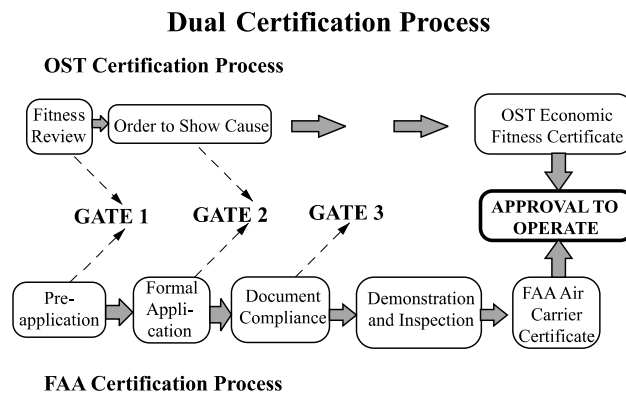 Dual Certification Process
OST Certification Process
Fitness
Review
Order to Show Cause
OST Economic
Fitness Certificate
GATE 1
GATE 2
GATE 3
APPROVAL TO
OPERATE
Pre-
application
Formal
Appli-
cation
Document
Compliance
Demonstration
and Inspection
FAA Air
Carrier
Certificate
FAA Certification Process